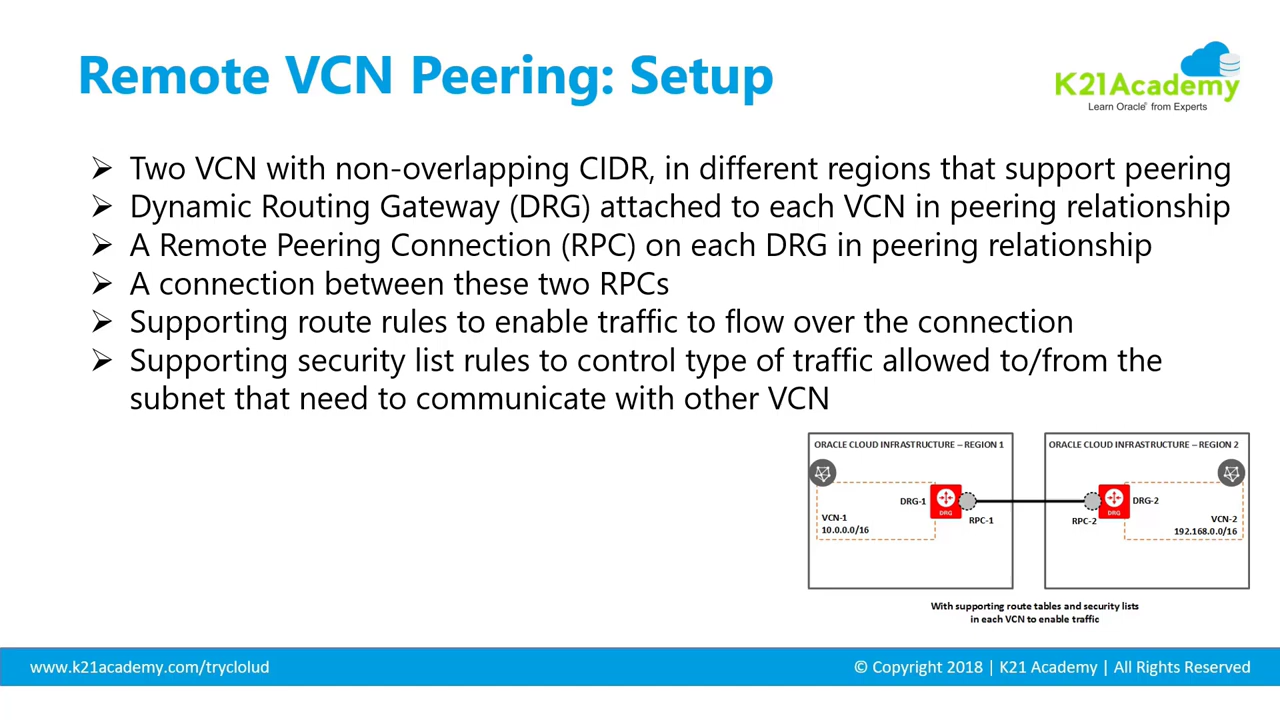 Remote VCN Peering: Setup
K21Academy
Learn Oracle® from Experts
➢ Two VCN with non-overlapping CIDR, in different regions that support peering
➢ Dynamic Routing Gateway (DRG) attached to each VCN in peering relationship
➢ A Remote Peering Connection (RPC) on each DRG in peering relationship
➢ A connection between these two RPCs
➢ Supporting route rules to enable traffic to flow over the connection
➢ Supporting security list rules to control type of traffic allowed to/from the
subnet that need to communicate with other VCN
ORACLE CLOUD INFRASTRUCTURE – REGION 1
DRG-1
DRG
RPC-1
VCN-1
10.0.0.0/16
ORACLE CLOUD INFRASTRUCTURE – REGION 2
DRG-2
DRG
RPC-2
VCN-2
192.168.0.0/16
With supporting route tables and security lists
in each VCN to enable traffic
www.k21academy.com/tryclolud
© Copyright 2018 | K21 Academy | All Rights Reserved